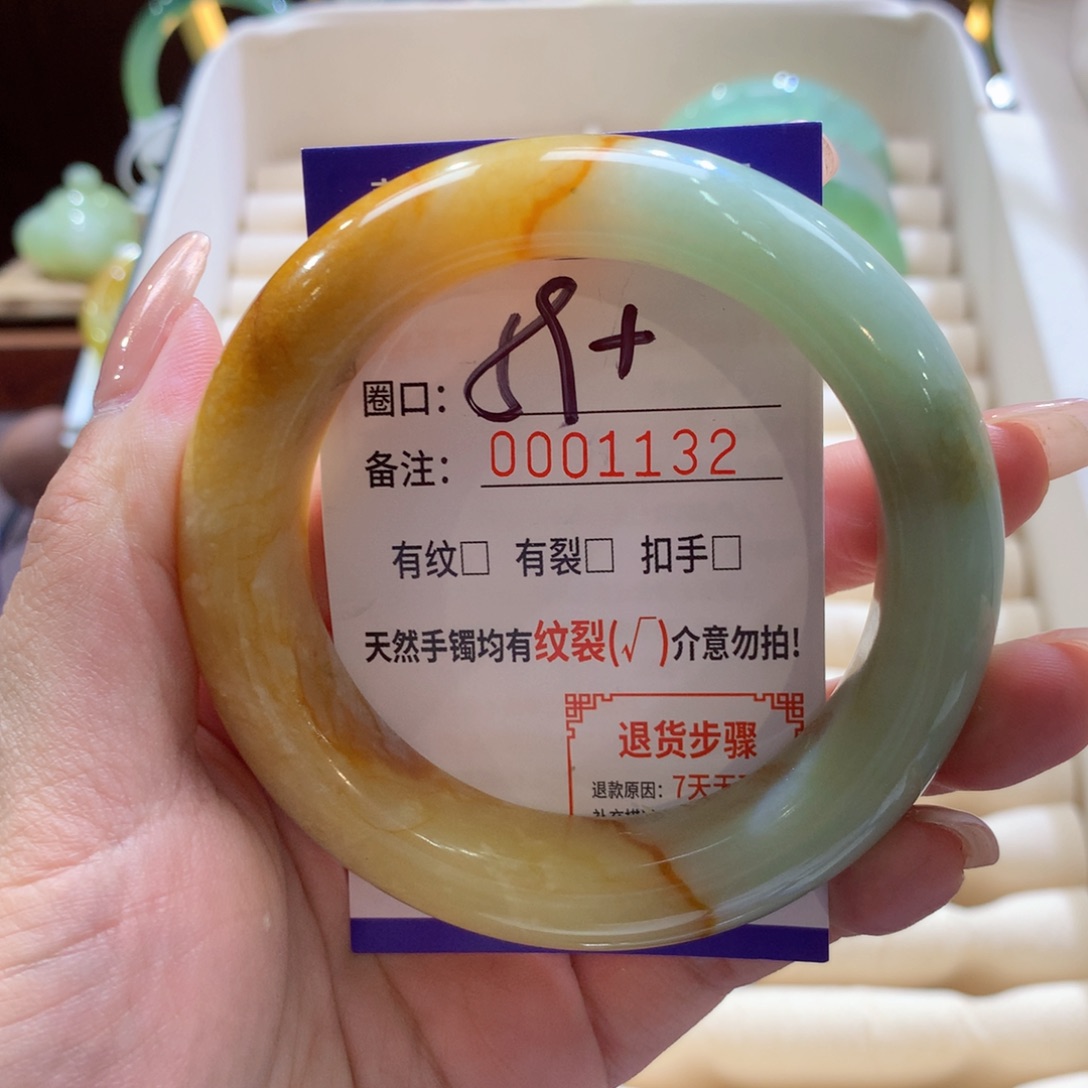 圈口：
备注：0001132
有纹□ 有裂□ 扣手□
天然手镯均有纹裂(√)介意勿拍!
退货步骤
退款原因：7天